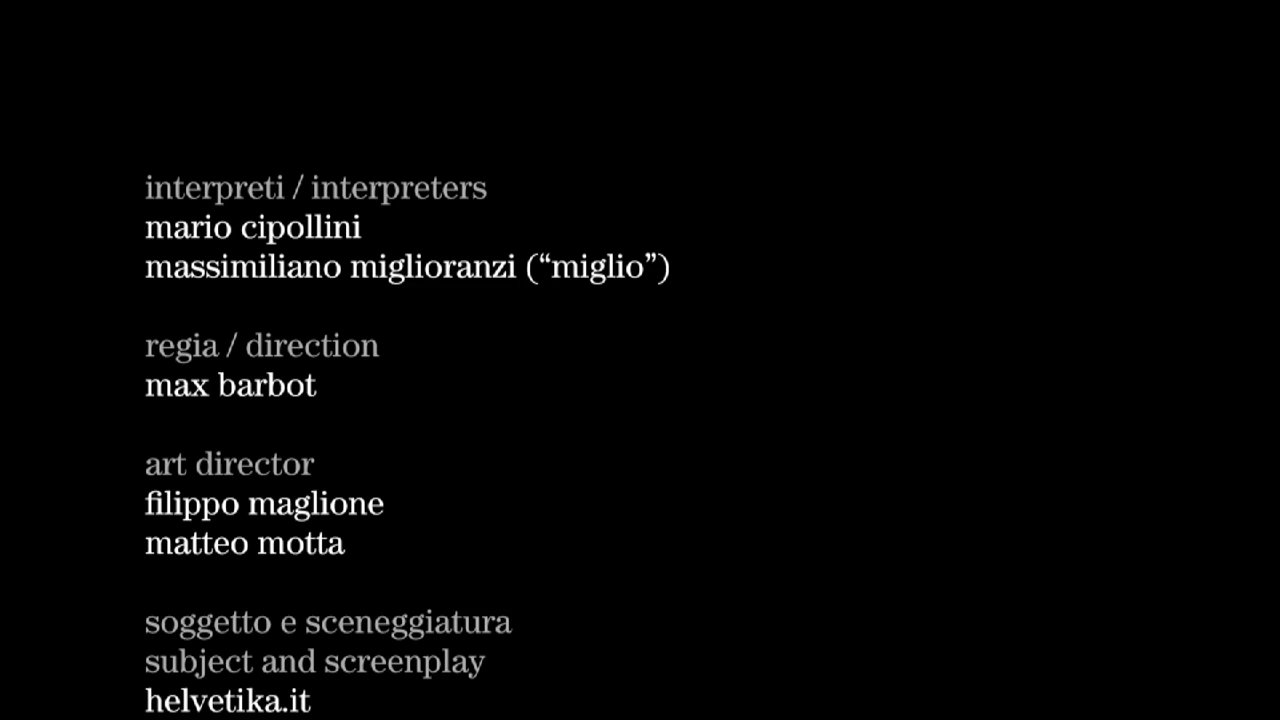 interpreti / interpreters
mario cipollini
massimiliano miglioranzi (“miglio”)
regia / direction
max barbot
art director
filippo maglione
matteo motta
soggetto e sceneggiatura
subject and screenplay
helvetika.it